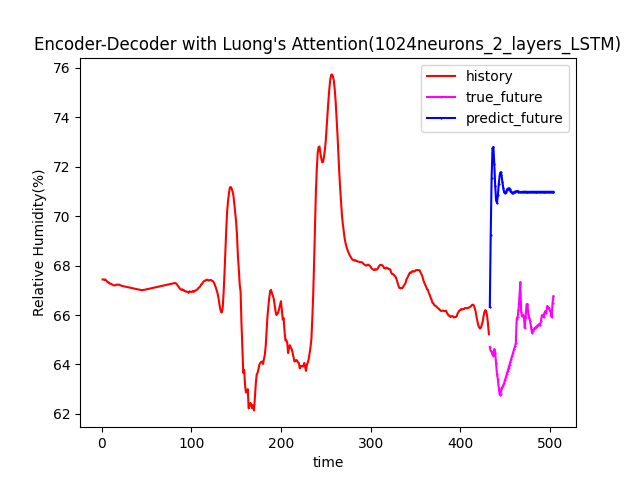 Encoder-Decoder with Luong's Attention(1024neurons_2_layers_LSTM)
history
true_future
predict_future
Relative Humidity(%)
76
74
72
70
68
66
64
62
0 100 200 300 400 500
time